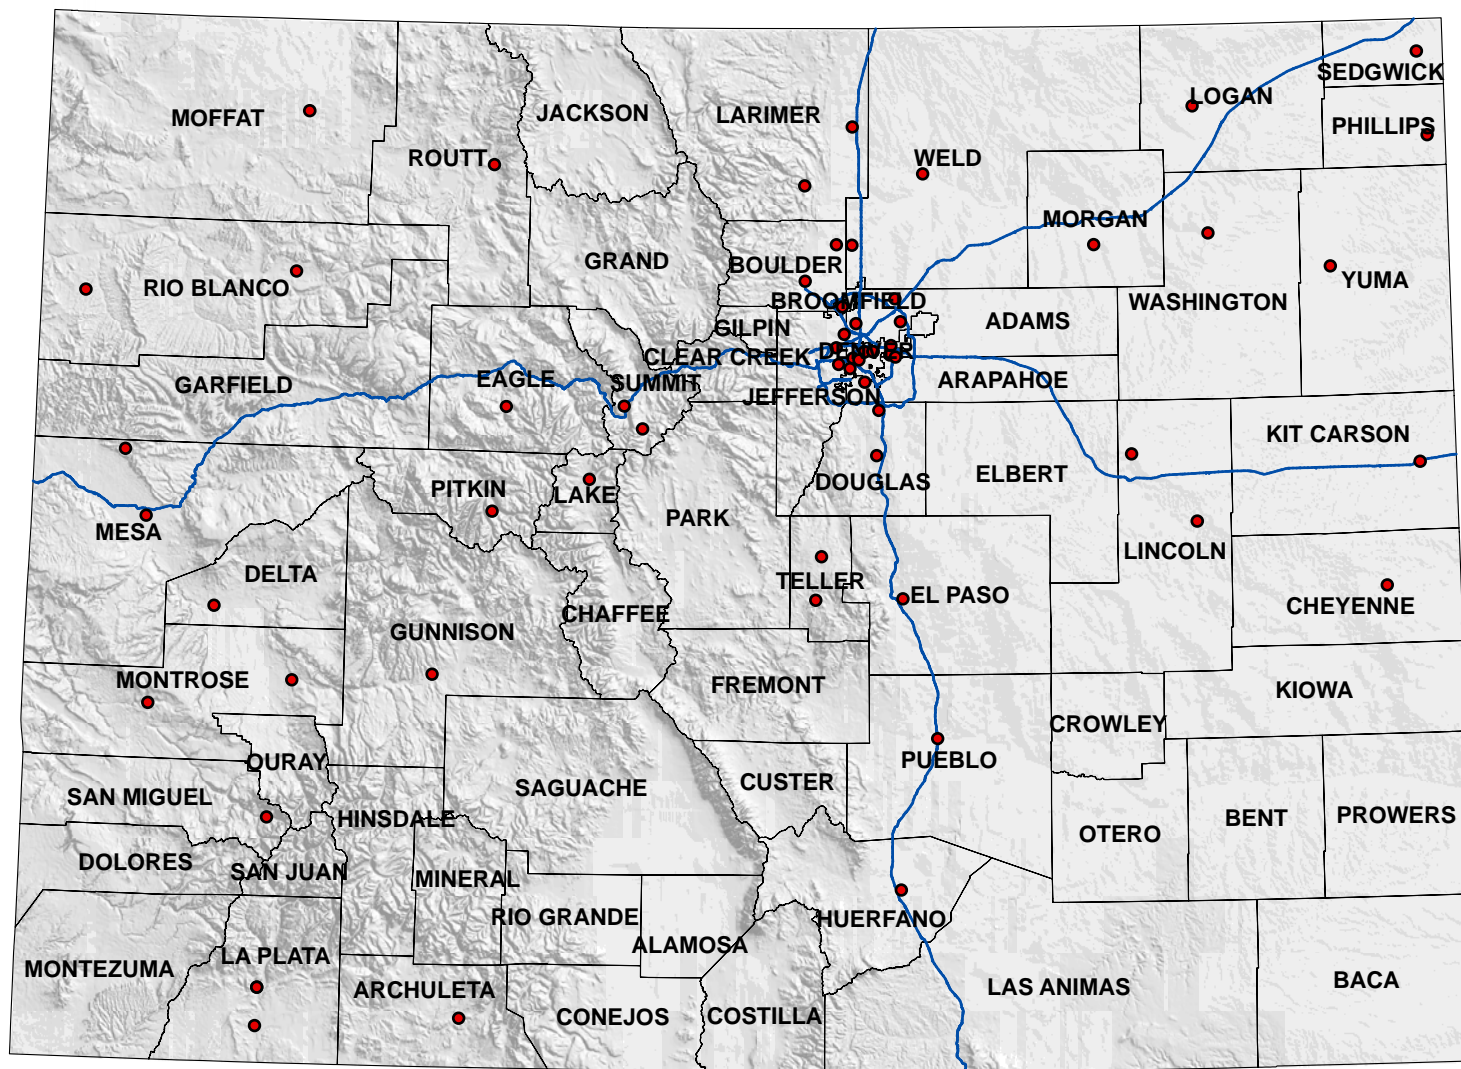 SEDGWICK
LOGAN
MOFFAT
JACKSON
LARIMER
PHILLIPS
ROUTT
WELD
MORGAN
GRAND
BOULDER
YUMA
RIO BLANCO
BROOMFIELD
WASHINGTON
GILPIN
ADAMS
CLEAR CREEK
DENVER
GARFIELD
EAGLE
SUMMIT
ARAPAHOE
JEFFERSON
KIT CARSON
PITKIN
LAKE
DOUGLAS
ELBERT
MESA
PARK
LINCOLN
DELTA
TELLER
EL PASO
CHEYENNE
CHAFFEE
GUNNISON
MONTROSE
FREMONT
KIOWA
CROWLEY
OURAY
PUEBLO
SAN MIGUEL
SAGUACHE
CUSTER
HINSDALE
BENT
PROWERS
OTERO
DOLORES
SAN JUAN
MINERAL
RIO GRANDE
HUERFANO
ALAMOSA
LA PLATA
MONTEZUMA
ARCHULETA
LAS ANIMAS
BACA
CONEJOS
COSTILLA